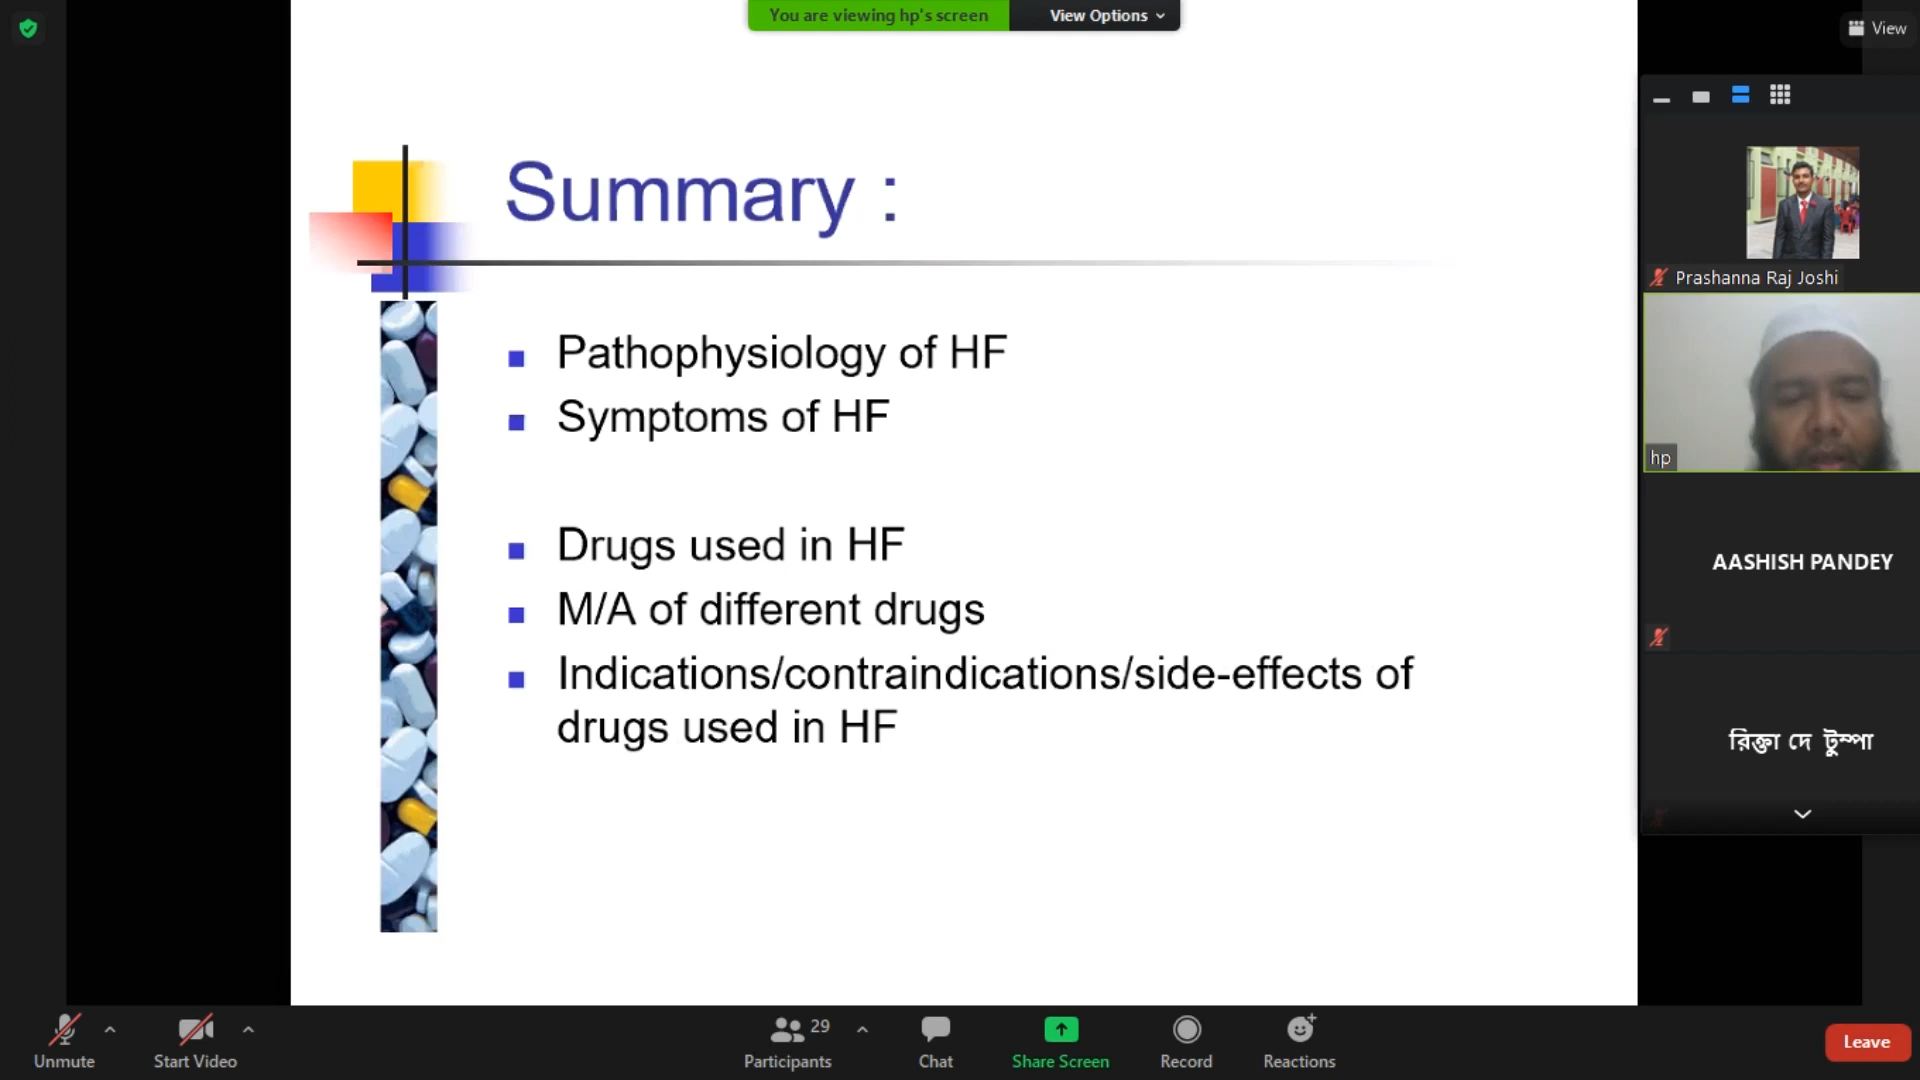 You are viewing hp's screen
View Options
View
Summary :
Pathophysiology of HF
Symptoms of HF
Drugs used in HF
M/A of different drugs
Indications/contraindications/side-effects of
drugs used in HF
Prashanna Raj Joshi
hp
AASHISH PANDEY
রিক্তা দে টুম্পা
Unmute
Start Video
29
Participants
Chat
Share Screen
Record
Reactions
Leave